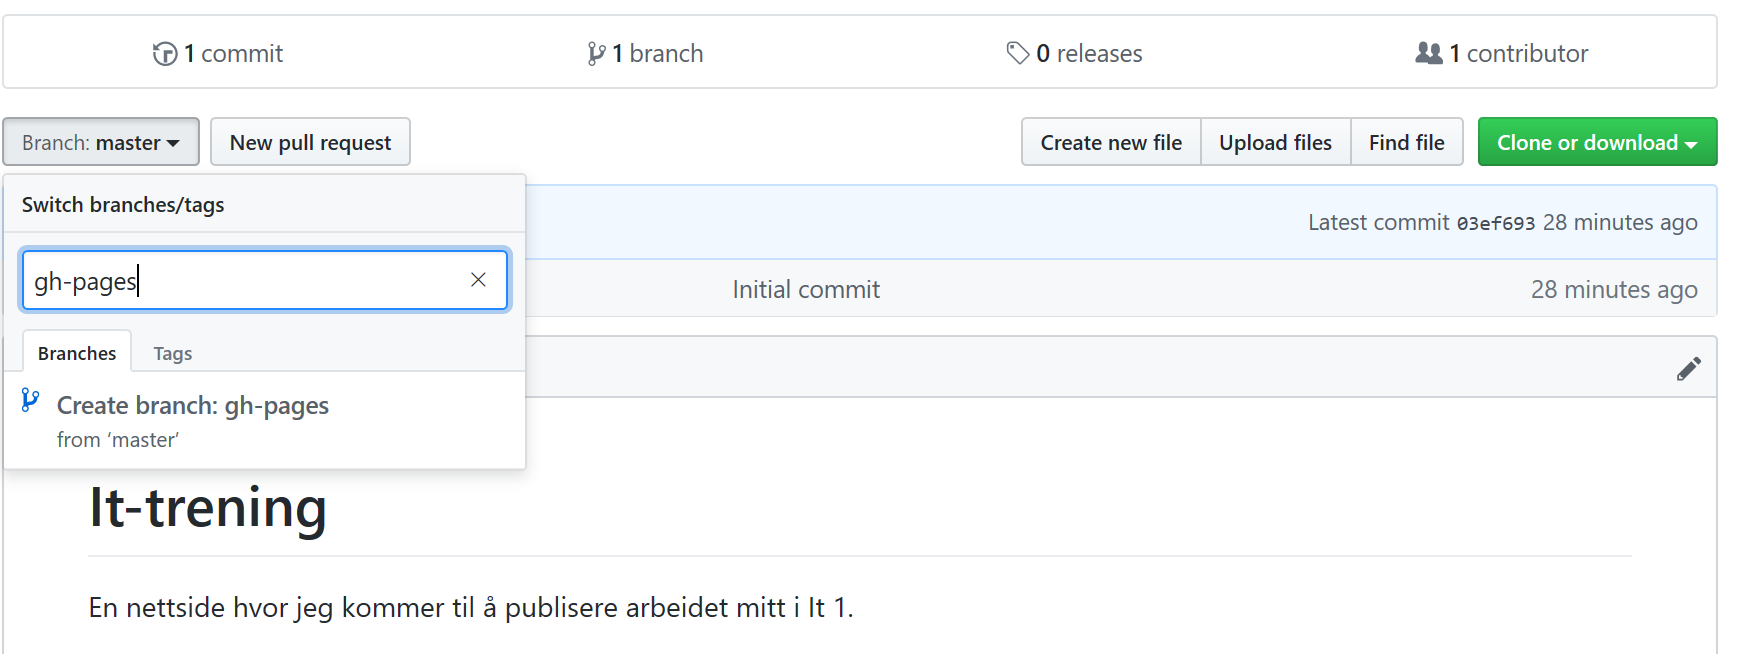 1 commit 1 branch 0 releases 1 contributor
Branch: master New pull request Create new file Upload files Find file Clone or download
Switch branches/tags
Latest commit 03ef693 28 minutes ago
gh-pages
Initial commit 28 minutes ago
Branches Tags
Create branch: gh-pages
from ‘master’
It-trening
En nettside hvor jeg kommer til å publisere arbeidet mitt i It 1.